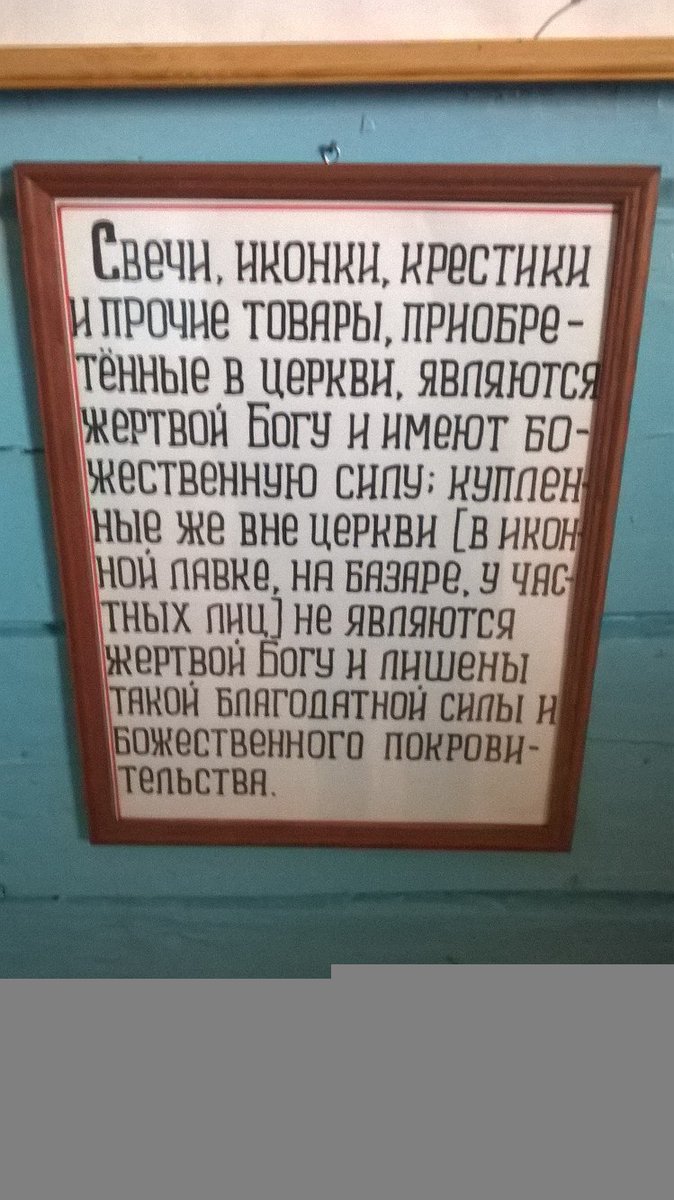 Свечи, иконки, крестики
и прочие товары, приобре-
тённые в церкви, являются
жертвой Богу и имеют бо-
жественную силу; куплен-
ные же вне церкви [в икон-
ной лавке, на базаре, у час-
тных лиц] не являются
жертвой Богу и лишены
такой благодатной силы и
божественного покрови-
тельства.